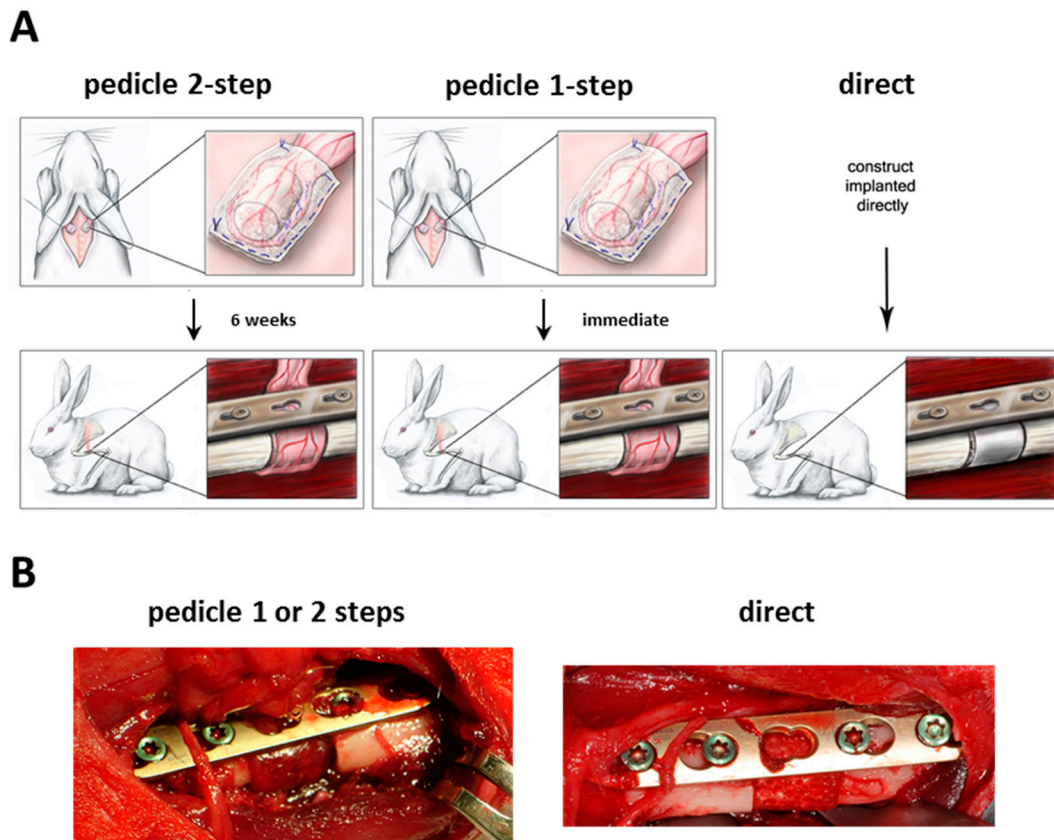 A
pedicle 2-step
pedicle 1-step
direct
construct
implanted
directly
6 weeks
immediate
B
pedicle 1 or 2 steps
direct